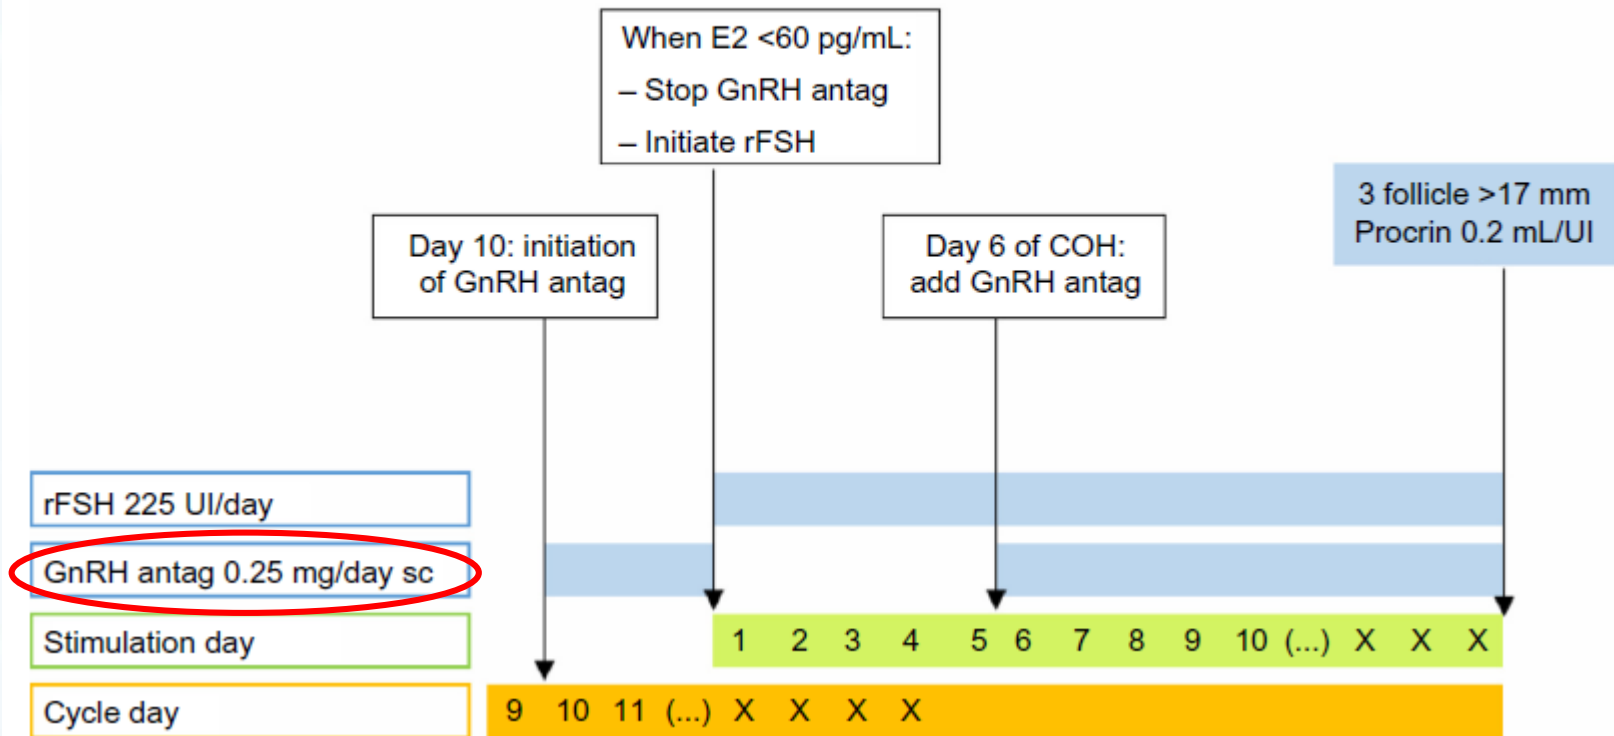 When E2 <60 pg/mL:
– Stop GnRH antag
– Initiate rFSH
3 follicle >17 mm
Procrin 0.2 mL/UI
Day 10: initiation
of GnRH antag
Day 6 of COH:
add GnRH antag
rFSH 225 UI/day
GnRH antag 0.25 mg/day sc
Stimulation day
1 2 3 4 5 6 7 8 9 10 (...) X X X
Cycle day
9 10 11 (...) X X X X